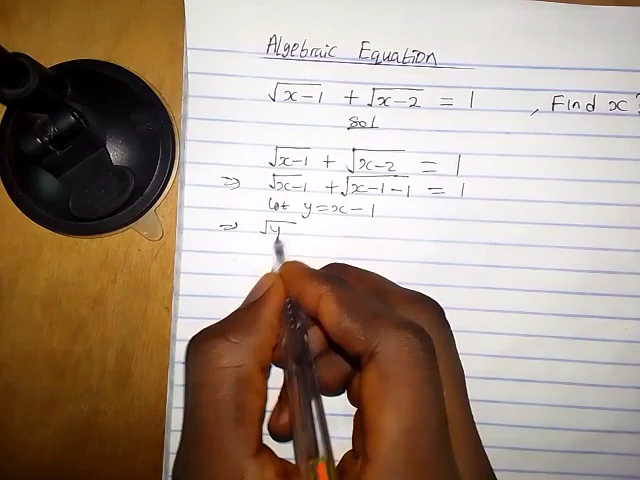 Algebraic Equation
√x-1 + √x-2 = 1 , Find x?
sol
√x-1 + √x-2 = 1
⇒ √x-1 + √x-1-1 = 1
Let y=x-1
⇒ √y